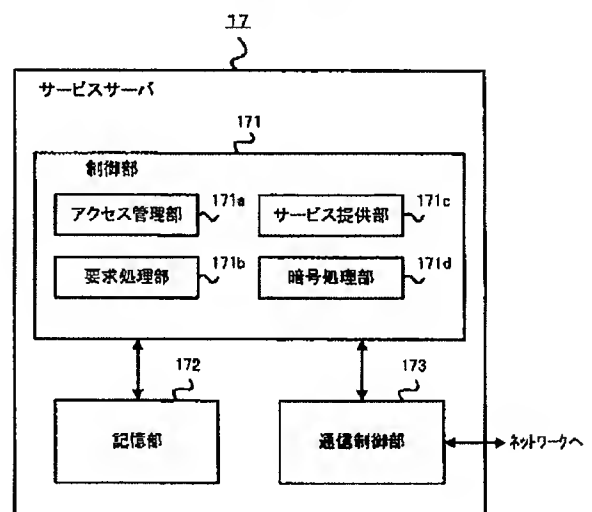 17
サービスサーバ
171
制御部
アクセス管理部
171a
サービス提供部
171c
要求処理部
171b
暗号処理部
171d
172
173
記憶部
通信制御部
ネットワークへ